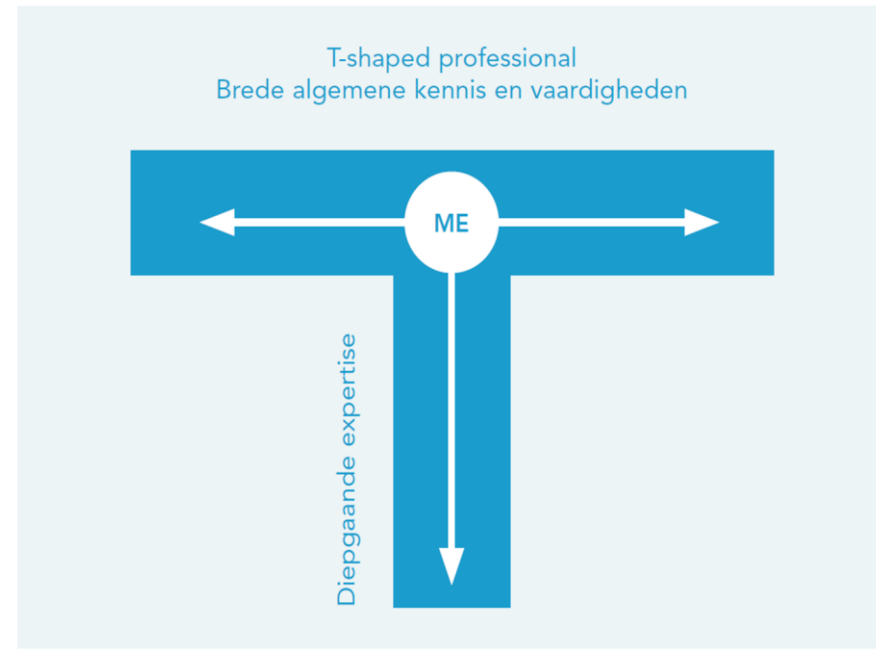 T-shaped professional
Brede algemene kennis en vaardigheden
ME
Diepgaande expertise